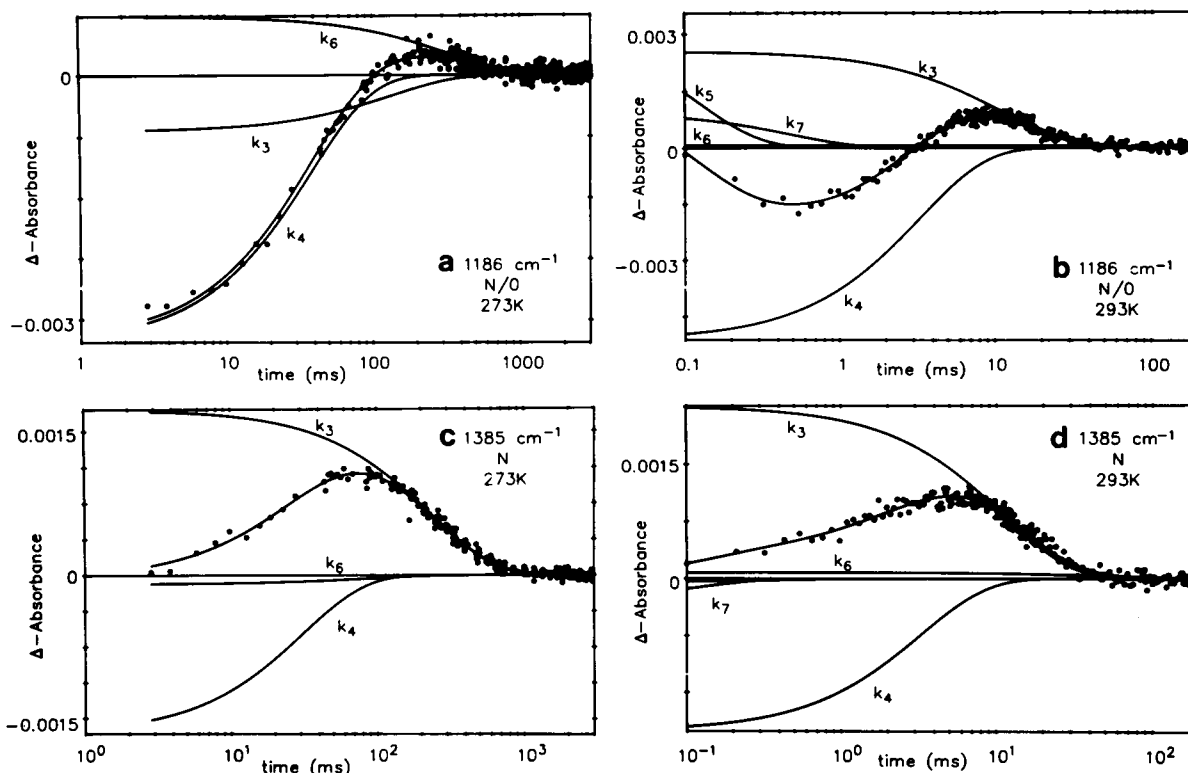 0
-0.003
Δ-Absorbance
k6
k3
k4
a 1186 cm⁻¹
N/0
273K
1
10
100
1000
time (ms)
0.003
0
-0.003
Δ-Absorbance
k3
k5
k7
k6
k4
b 1186 cm⁻¹
N/0
293K
0.1
1
10
100
time (ms)
0.0015
0
-0.0015
Δ-Absorbance
k3
k6
k4
c 1385 cm⁻¹
N
273K
10⁰
10¹
10²
10³
time (ms)
0.0015
0
Δ-Absorbance
k3
k6
k7
k4
d 1385 cm⁻¹
N
293K
10⁻¹
10⁰
10¹
10²
time (ms)